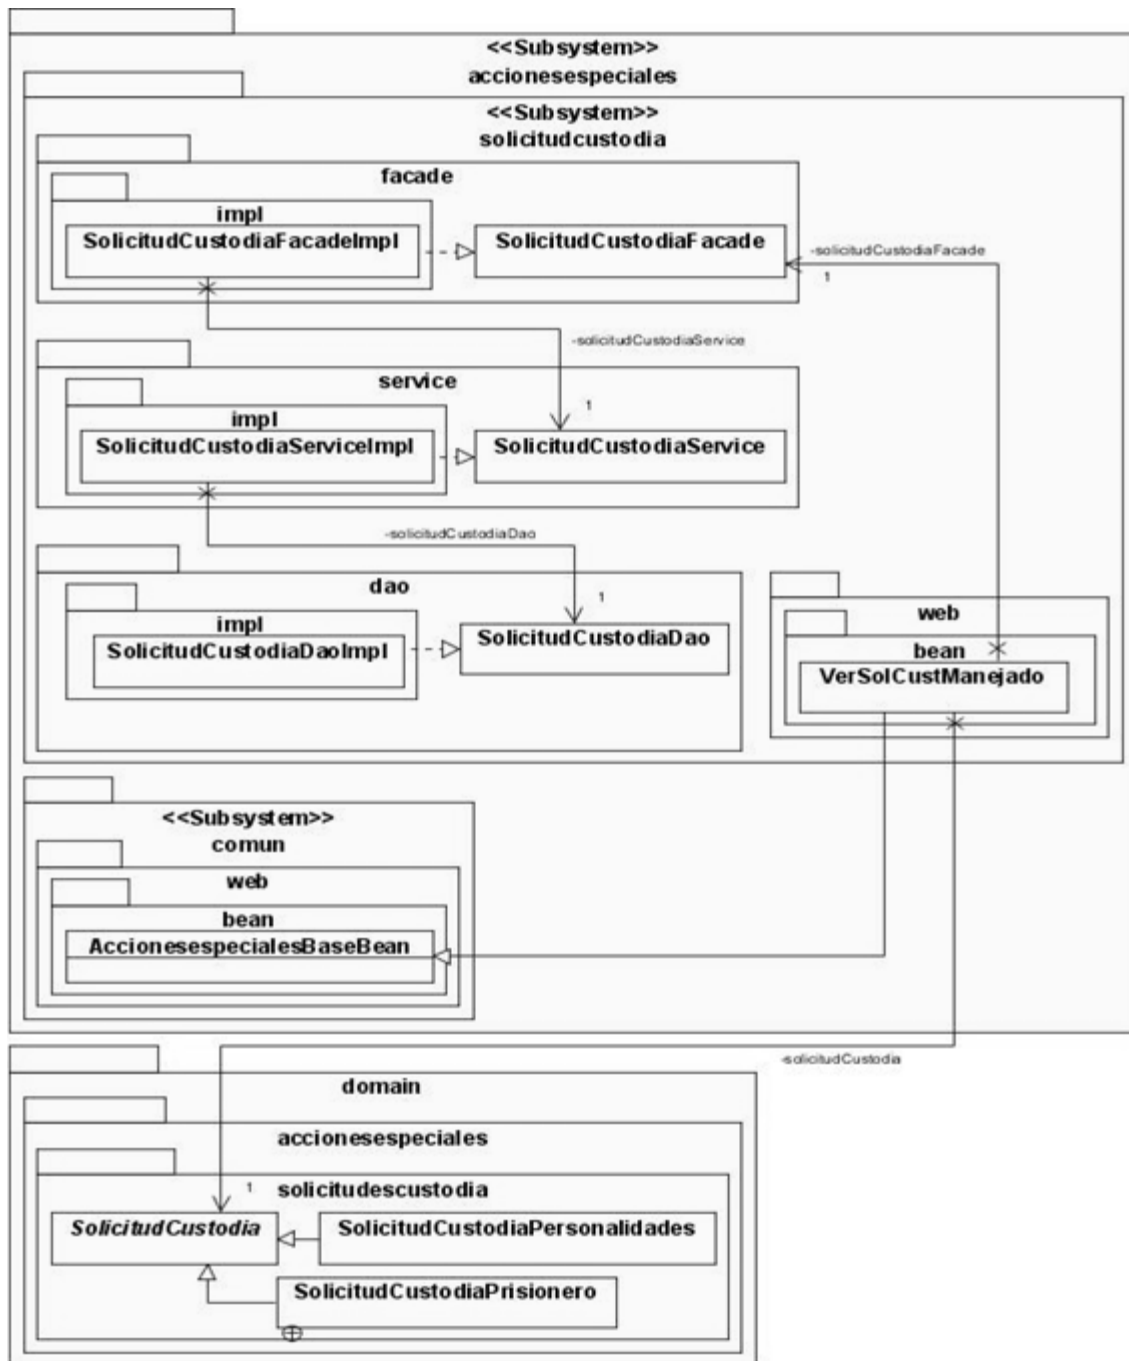 <<Subsystem>>
accionesespeciales
<<Subsystem>>
solicitudcustodia
facade
impl
SolicitudCustodiaFacadeImpl
SolicitudCustodiaFacade
-solicitudCustodiaFacade
1
-solicitudCustodiaService
service
1
impl
SolicitudCustodiaServiceImpl
SolicitudCustodiaService
-solicitudCustodiaDao
dao
1
impl
SolicitudCustodiaDaoImpl
SolicitudCustodiaDao
web
bean
VerSolCustManejado
<<Subsystem>>
comun
web
bean
AccionesespecialesBaseBean
-solicitudCustodia
domain
accionesespeciales
1
solicitudescustodia
SolicitudCustodia
SolicitudCustodiaPersonalidades
SolicitudCustodiaPrisionero